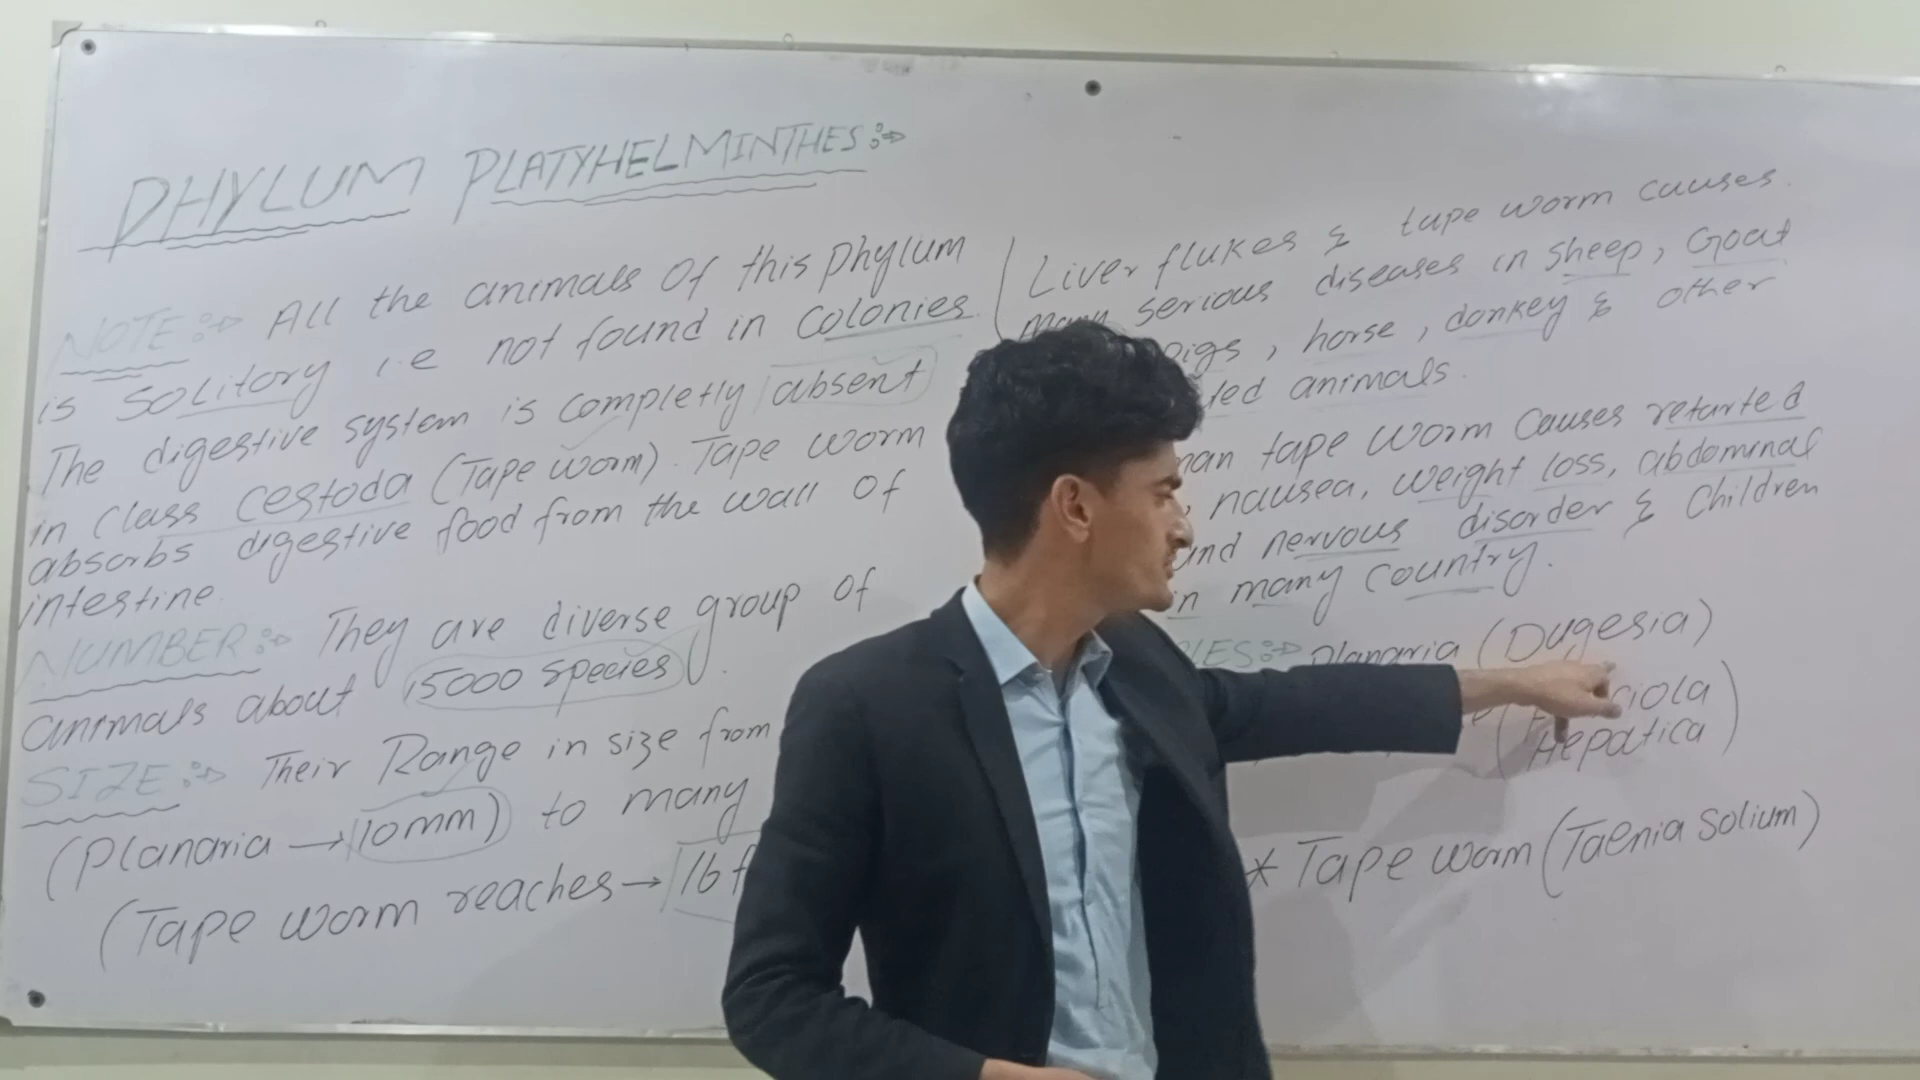 PHYLUM PLATYHELMINTHES:⇒
NOTE:⇒ All the animals of this phylum
is Solitory i.e not found in Colonies.
The digestive system is completly absent
in class cestoda (Tape worm). Tape worm
absorbs digestive food from the wall of
intestine.
NUMBER:⇒ They are diverse group of
animals about 15000 species.
SIZE:⇒ Their Range in size from
(Planaria → 10mm) to many
(Tape worm reaches → 16 f
Liver flukes & tape worm causes.
many serious diseases in sheep, Goat
pigs, horse, donkey & other
animals.
tape worm causes retarted
, nausea, weight loss, abdominal
and nervous disorder & children
in many country.
Planaria (Dugesia)
Hepatica)
* Tape worm (Taenia Solium)